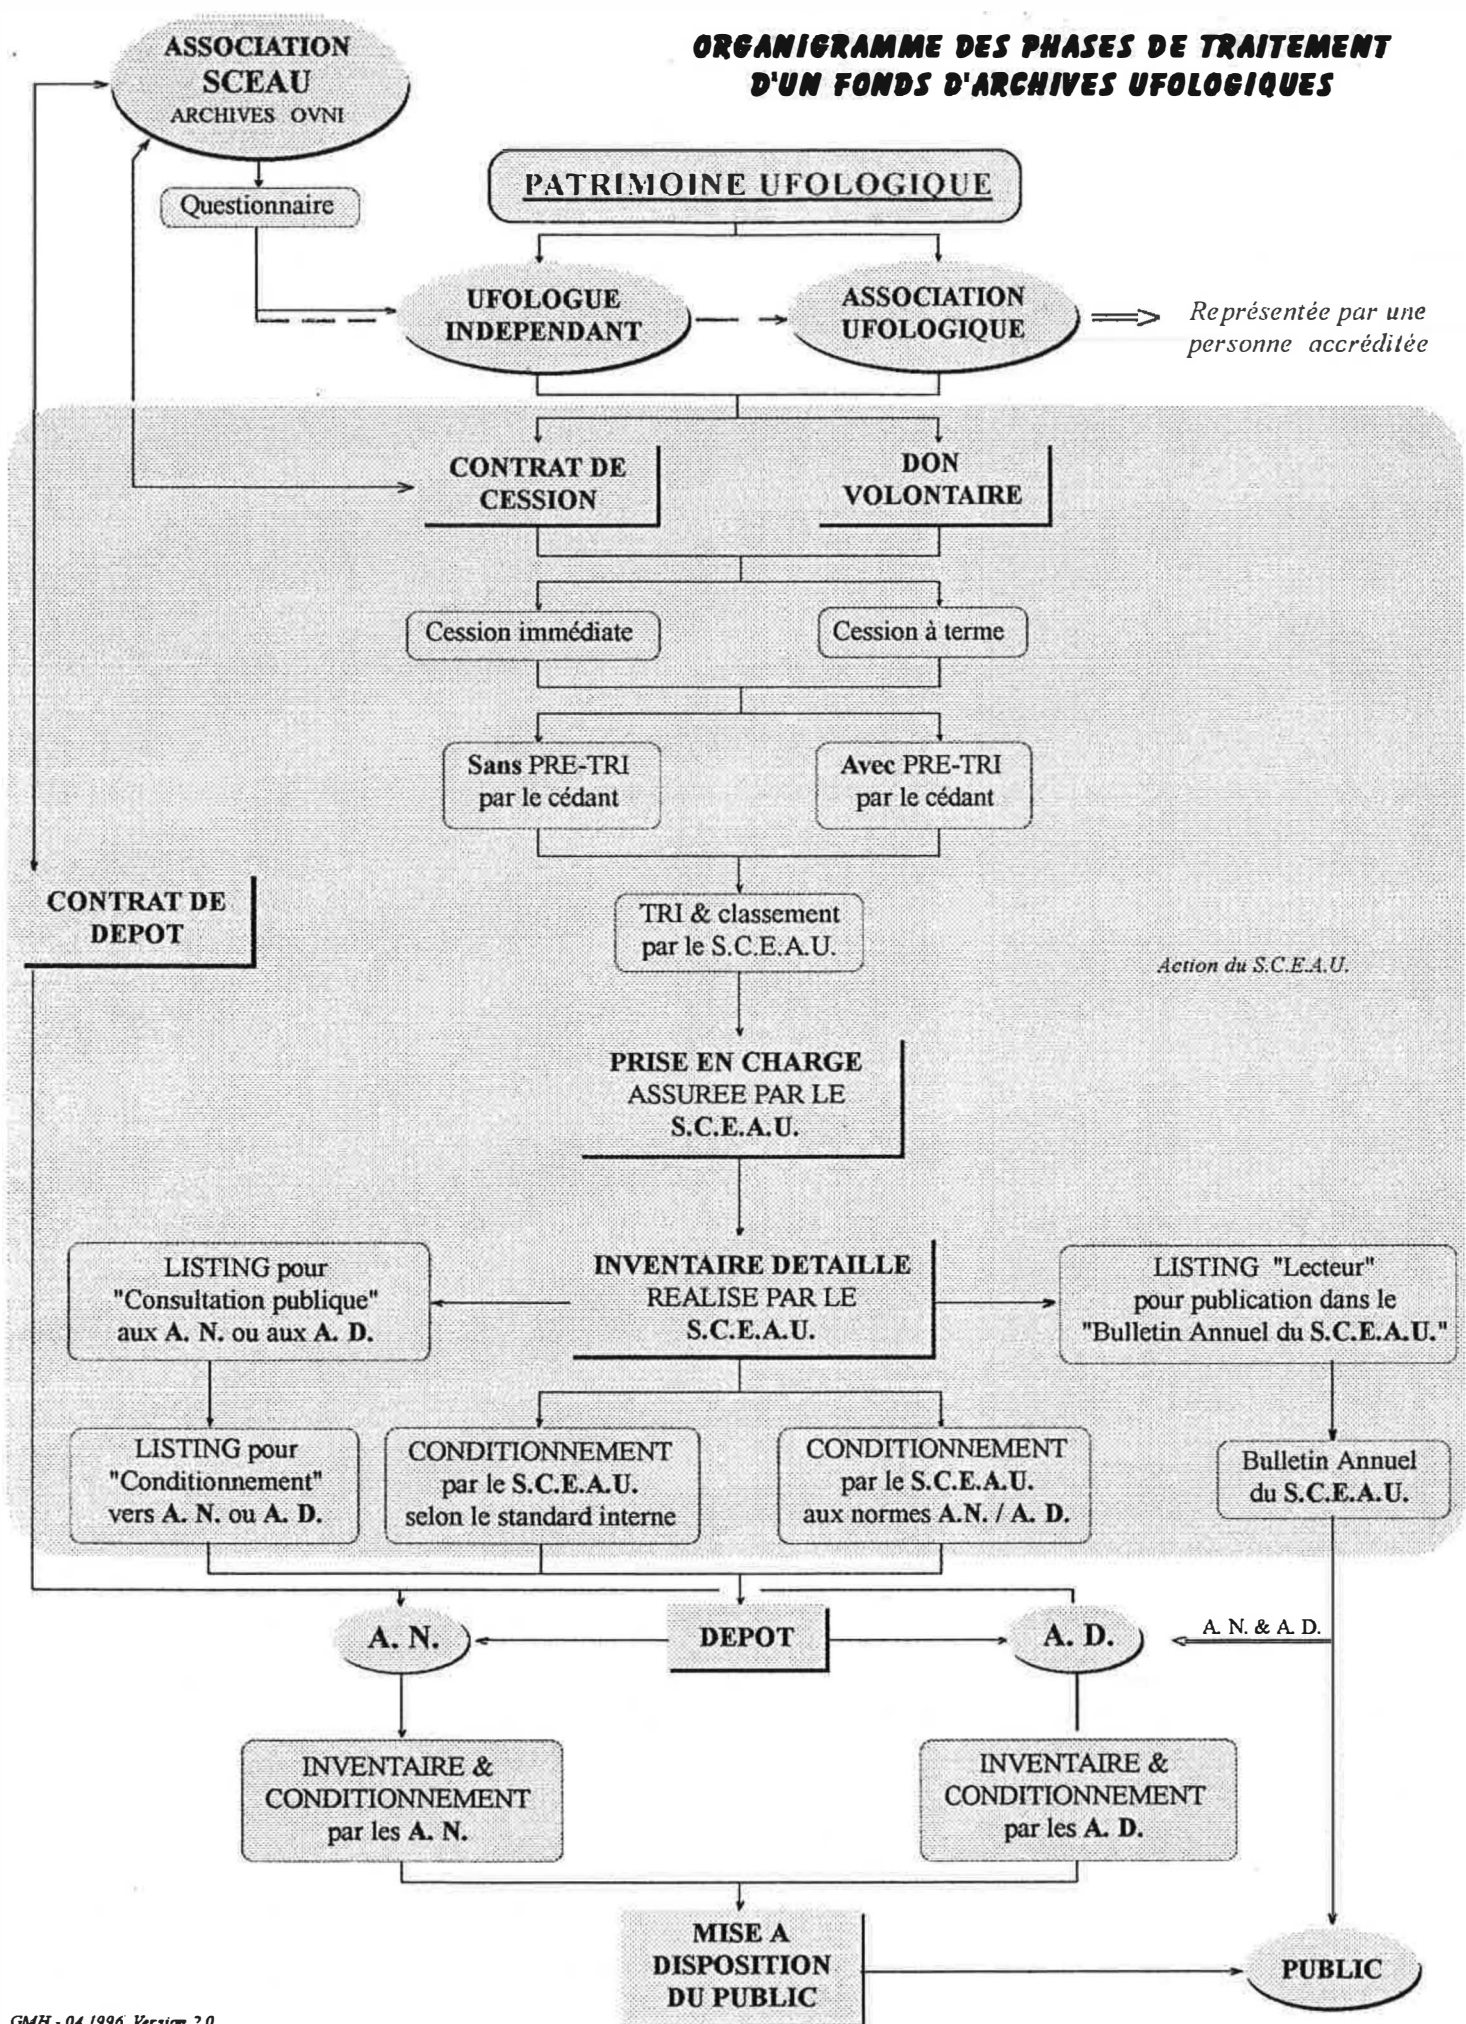 ORGANIGRAMME DES PHASES DE TRAITEMENT
D'UN FONDS D'ARCHIVES UFOLOGIQUES
ASSOCIATION
SCEAU
ARCHIVES OVNI
Questionnaire
PATRIMOINE UFOLOGIQUE
UFOLOGUE
INDEPENDANT
ASSOCIATION
UFOLOGIQUE
Représentée par une
personne accréditée
CONTRAT DE
CESSION
DON
VOLONTAIRE
Cession immédiate
Cession à terme
Sans PRE-TRI
par le cédant
Avec PRE-TRI
par le cédant
CONTRAT DE
DEPOT
TRI & classement
par le S.C.E.A.U.
Action du S.C.E.A.U.
PRISE EN CHARGE
ASSUREE PAR LE
S.C.E.A.U.
LISTING pour
"Consultation publique"
aux A. N. ou aux A. D.
INVENTAIRE DETAILLE
REALISE PAR LE
S.C.E.A.U.
LISTING "Lecteur"
pour publication dans le
"Bulletin Annuel du S.C.E.A.U."
LISTING pour
"Conditionnement"
vers A. N. ou A. D.
CONDITIONNEMENT
par le S.C.E.A.U.
selon le standard interne
CONDITIONNEMENT
par le S.C.E.A.U.
aux normes A.N. / A. D.
Bulletin Annuel
du S.C.E.A.U.
A. N.
DEPOT
A. D.
A. N. & A. D.
INVENTAIRE &
CONDITIONNEMENT
par les A. N.
INVENTAIRE &
CONDITIONNEMENT
par les A. D.
MISE A
DISPOSITION
DU PUBLIC
PUBLIC
GMH - 04.1996. Version 2.0